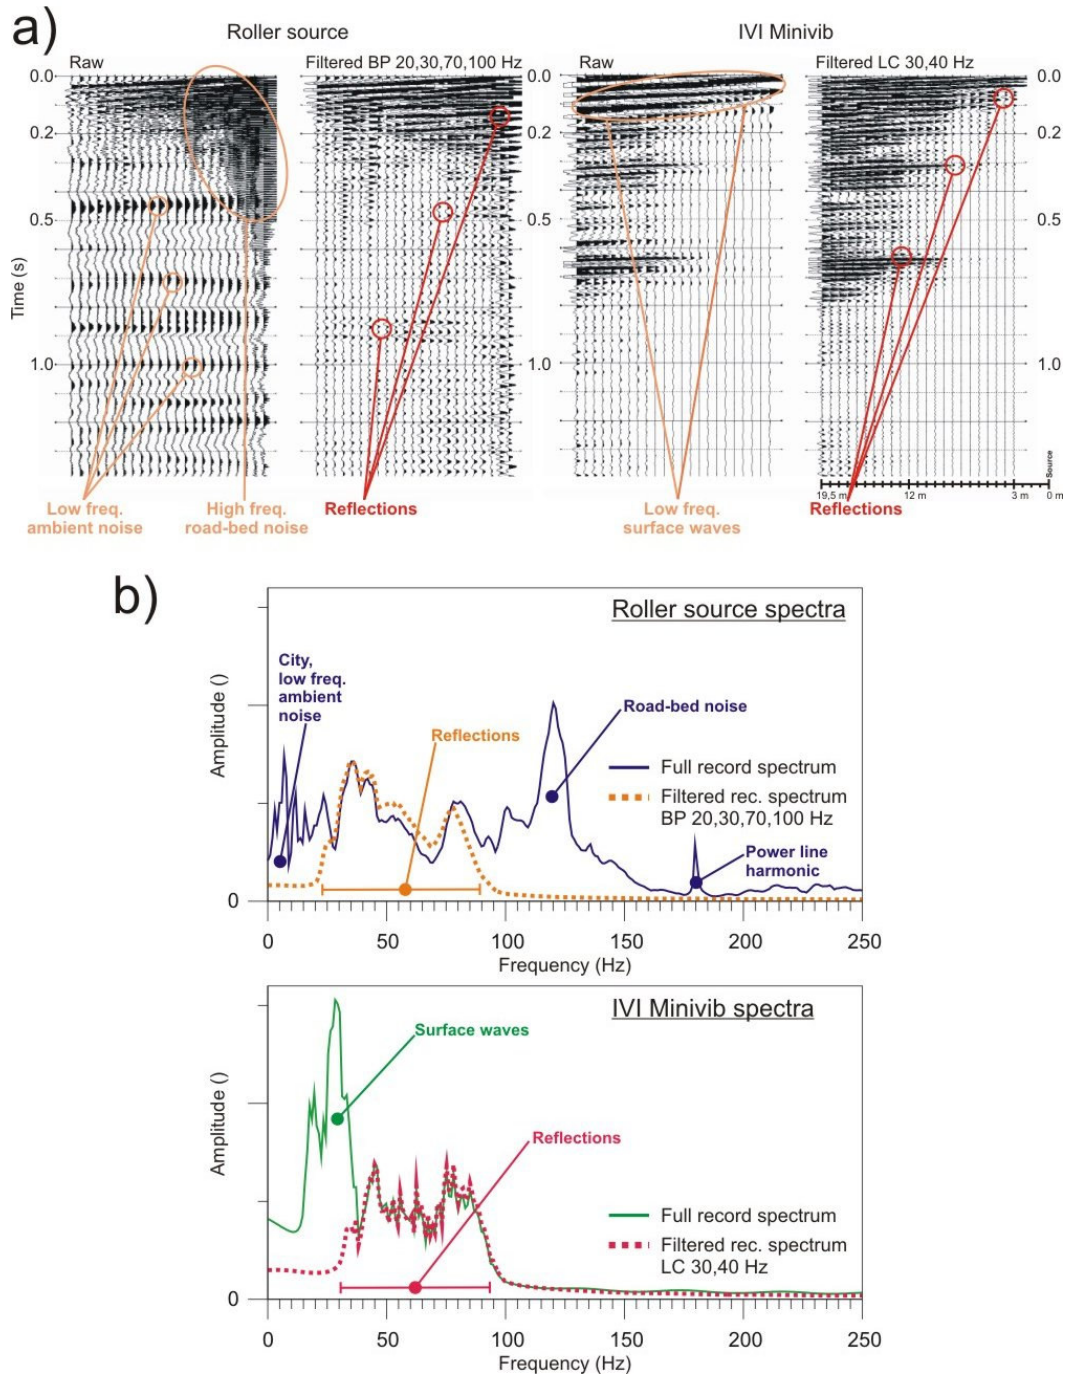 a)
Roller source
IVI Minivib
Raw
Filtered BP 20,30,70,100 Hz
Raw
Filtered LC 30,40 Hz
0.0
0.2
0.5
1.0
Time (s)
0.0
0.2
0.5
1.0
0.0
0.2
0.5
1.0
Source
19,5 m
12 m
3 m
0 m
Low freq.
ambient noise
High freq.
road-bed noise
Reflections
Low freq.
surface waves
Reflections
b)
Roller source spectra
City,
low freq.
ambient
noise
Reflections
Road-bed noise
Full record spectrum
Filtered rec. spectrum
BP 20,30,70,100 Hz
Power line
harmonic
Amplitude ()
0
0
50
100
150
200
250
Frequency (Hz)
IVI Minivib spectra
Surface waves
Reflections
Full record spectrum
Filtered rec. spectrum
LC 30,40 Hz
Amplitude ()
0
0
50
100
150
200
250
Frequency (Hz)